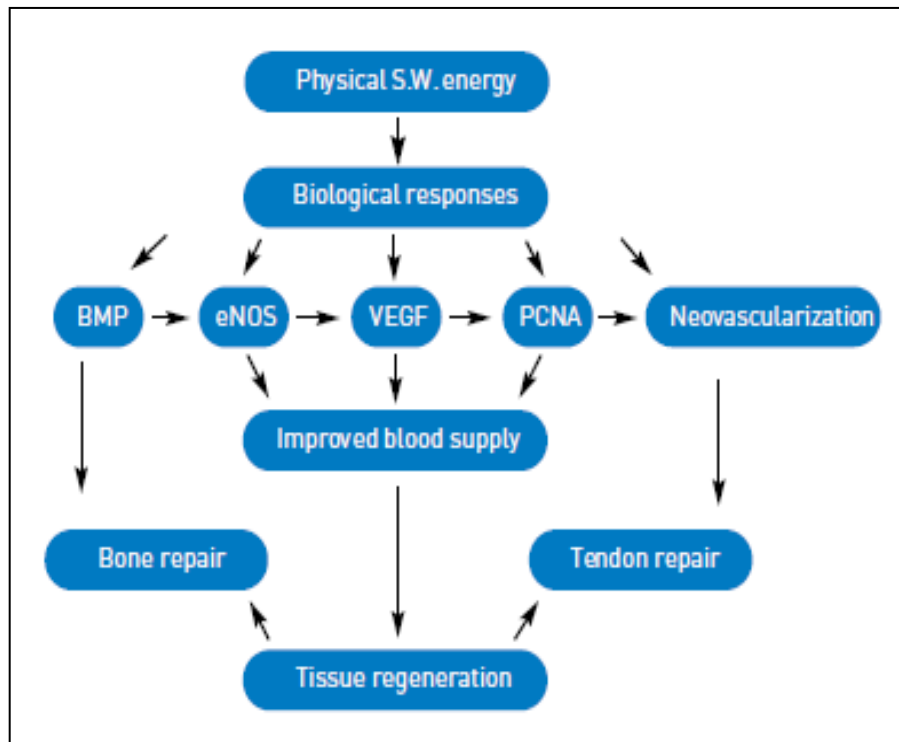 Physical S.W. energy
Biological responses
BMP
eNOS
VEGF
PCNA
Neovascularization
Improved blood supply
Bone repair
Tendon repair
Tissue regeneration